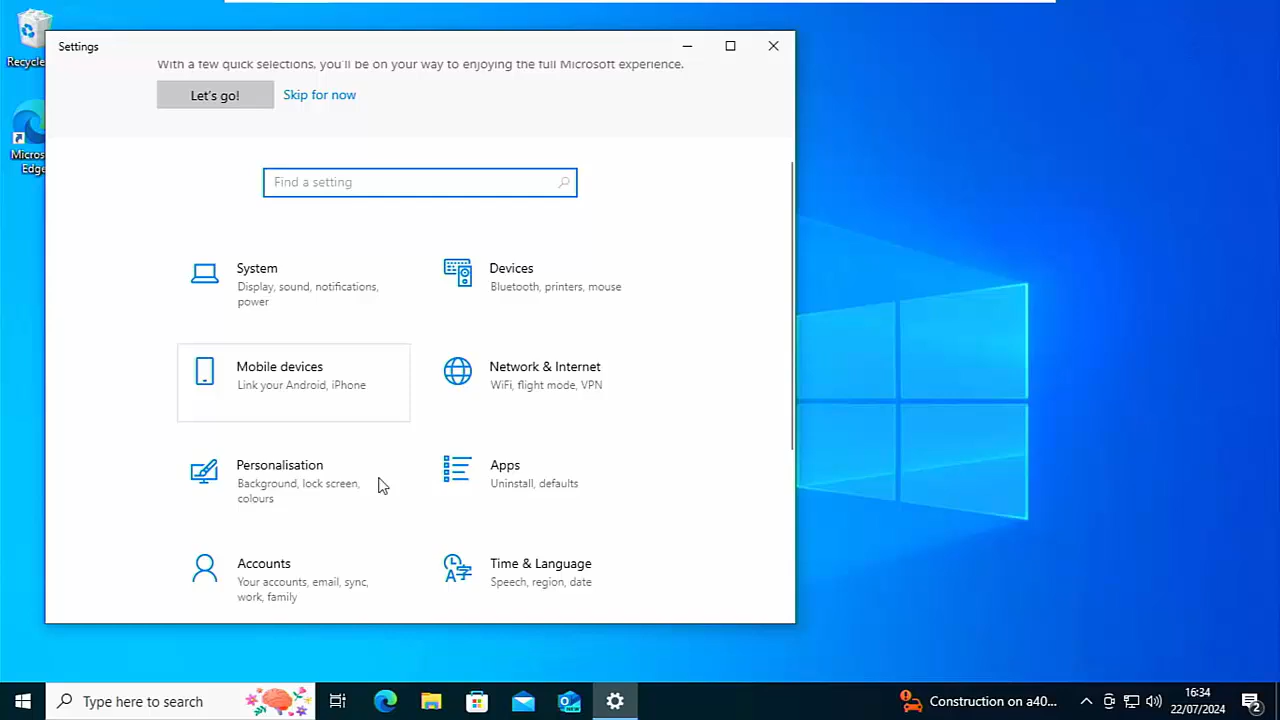 Recycle
Micros
Edge
Settings
With a few quick selections, you'll be on your way to enjoying the full Microsoft experience.
Let's go!
Skip for now
Find a setting
System
Display, sound, notifications,
power
Devices
Bluetooth, printers, mouse
Mobile devices
Link your Android, iPhone
Network & Internet
WiFi, flight mode, VPN
Personalisation
Background, lock screen,
colours
Apps
Uninstall, defaults
Accounts
Your accounts, email, sync,
work, family
Time & Language
Speech, region, date
Type here to search
Construction on a40...
16:34
22/07/2024
2